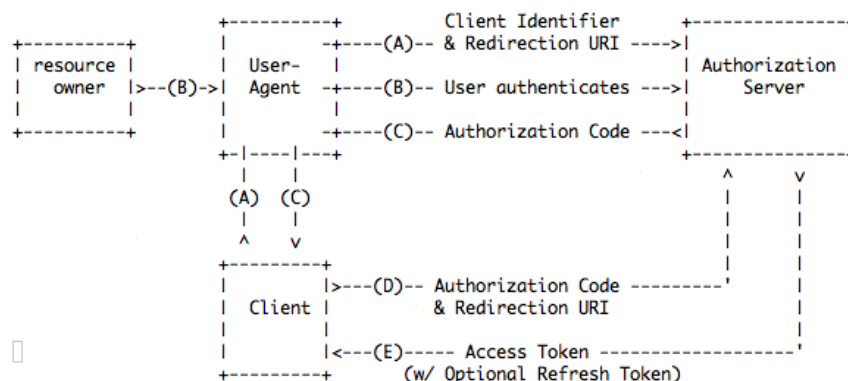 +----------+     Client Identifier      +---------------
+----------+               |         -+----(A)-- & Redirection URI ---->|
| resource |               |  User-   |                            | Authorization
|  owner   |>--(B)->|  Agent  -+----(B)-- User authenticates --->|     Server
|          |               |          |                            |
+----------+               |         -+----(C)-- Authorization Code ---<|
                           +-|----|---+                            +---------------
                             |    |                                    ^      v
                            (A)  (C)                                   |      |
                             |    |                                    |      |
                             ^    v                                    |      |
                           +---------+                                 |      |
                           |         |>---(D)-- Authorization Code ---------'      |
                           |  Client |          & Redirection URI             |
                           |         |                                        |
                           |         |<---(E)----- Access Token -------------------'
                           +---------+       (w/ Optional Refresh Token)